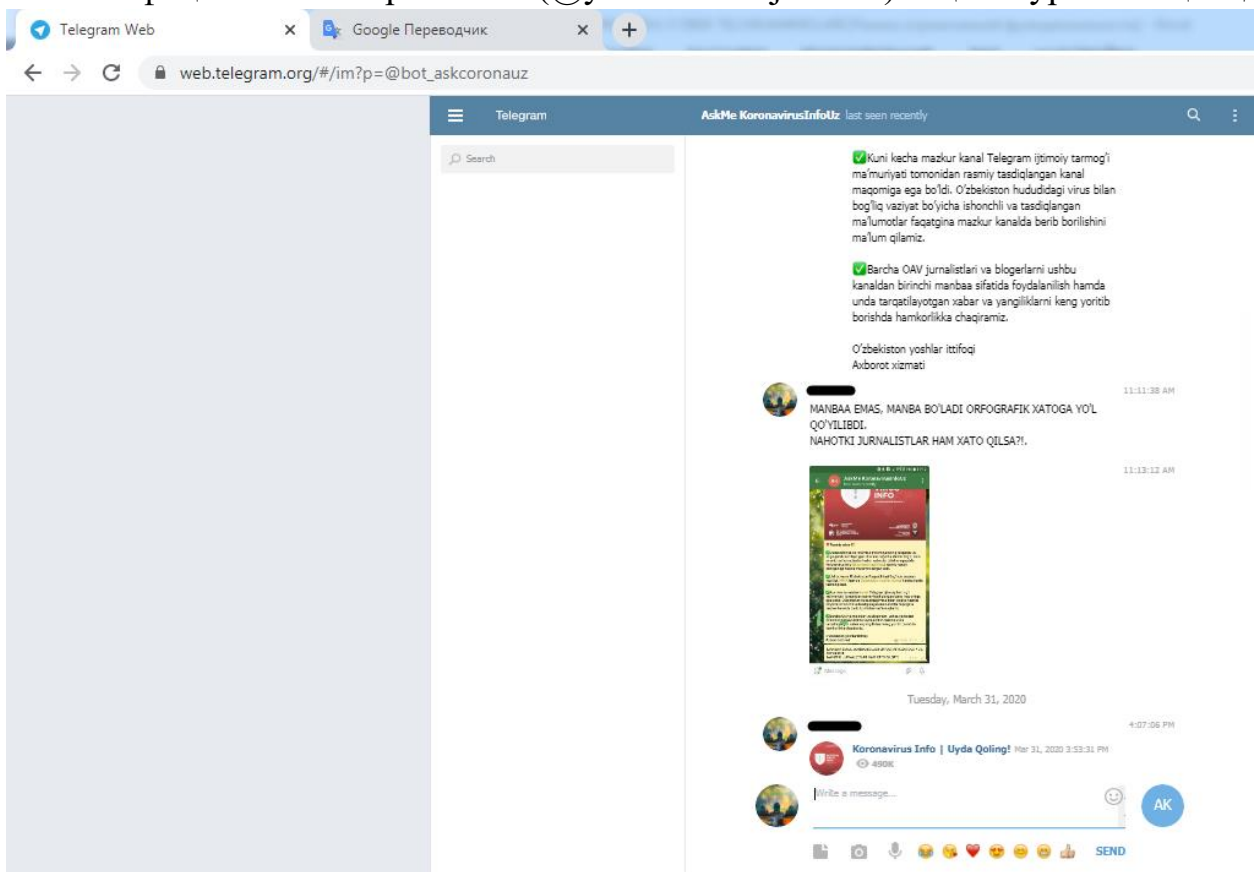 Telegram Web
Google Переводчик
web.telegram.org/#/im?p=@bot_askcoronauz
Telegram
AskMe KoronavirusInfoUz last seen recently
Search
✅Kuni kecha mazkur kanal Telegram ijtimoiy tarmog'i
ma'muriyati tomonidan rasmiy tasdiqlangan kanal
maqomiga ega bo'ldi. O'zbekiston hududidagi virus bilan
bog'liq vaziyat bo'yicha ishonchli va tasdiqlangan
ma'lumotlar faqatgina mazkur kanalda berib borilishini
ma'lum qilamiz.
✅Barcha OAV jurnalistlari va blogerlarni ushbu
kanaldan birinchi manbaa sifatida foydalanilish hamda
unda tarqatilayotgan xabar va yangiliklarni keng yoritib
borishda hamkorlikka chaqiramiz.
O'zbekiston yoshlar ittifoqi
Axborot xizmati
11:11:38 AM
MANBAA EMAS, MANBA BO'LADI ORFOGRAFIK XATOGA YO'L
QO'YILIBDI.
NAHOTKI JURNALISTLAR HAM XATO QILSA?!.
11:13:12 AM
INFO
Tuesday, March 31, 2020
4:07:06 PM
Koronavirus Info | Uyda Qoling! Mar 31, 2020 3:53:31 PM
490K
Write a message...
AK
SEND